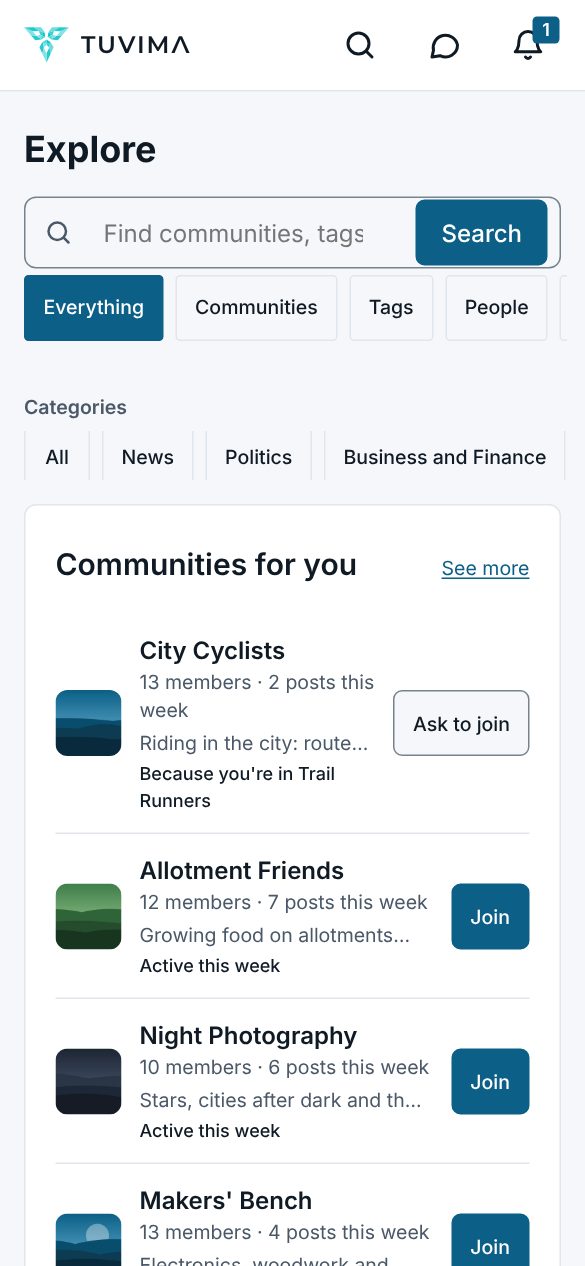 TUVIMA
1
Explore
Find communities, tags
Search
Everything
Communities
Tags
People
Categories
All
News
Politics
Business and Finance
Communities for you
See more
City Cyclists
13 members · 2 posts this
week
Riding in the city: route...
Because you're in Trail
Runners
Ask to join
Allotment Friends
12 members · 7 posts this week
Growing food on allotments...
Active this week
Join
Night Photography
10 members · 6 posts this week
Stars, cities after dark and th...
Active this week
Join
Makers' Bench
13 members · 4 posts this week
Electronics, woodwork and
Join